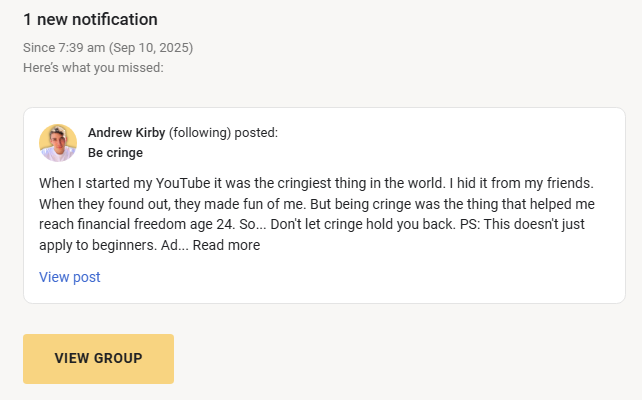 1 new notification
Since 7:39 am (Sep 10, 2025)
Here's what you missed:
Andrew Kirby (following) posted:
Be cringe
When I started my YouTube it was the cringiest thing in the world. I hid it from my friends.
When they found out, they made fun of me. But being cringe was the thing that helped me
reach financial freedom age 24. So... Don't let cringe hold you back. PS: This doesn't just
apply to beginners. Ad... Read more
View post
VIEW GROUP